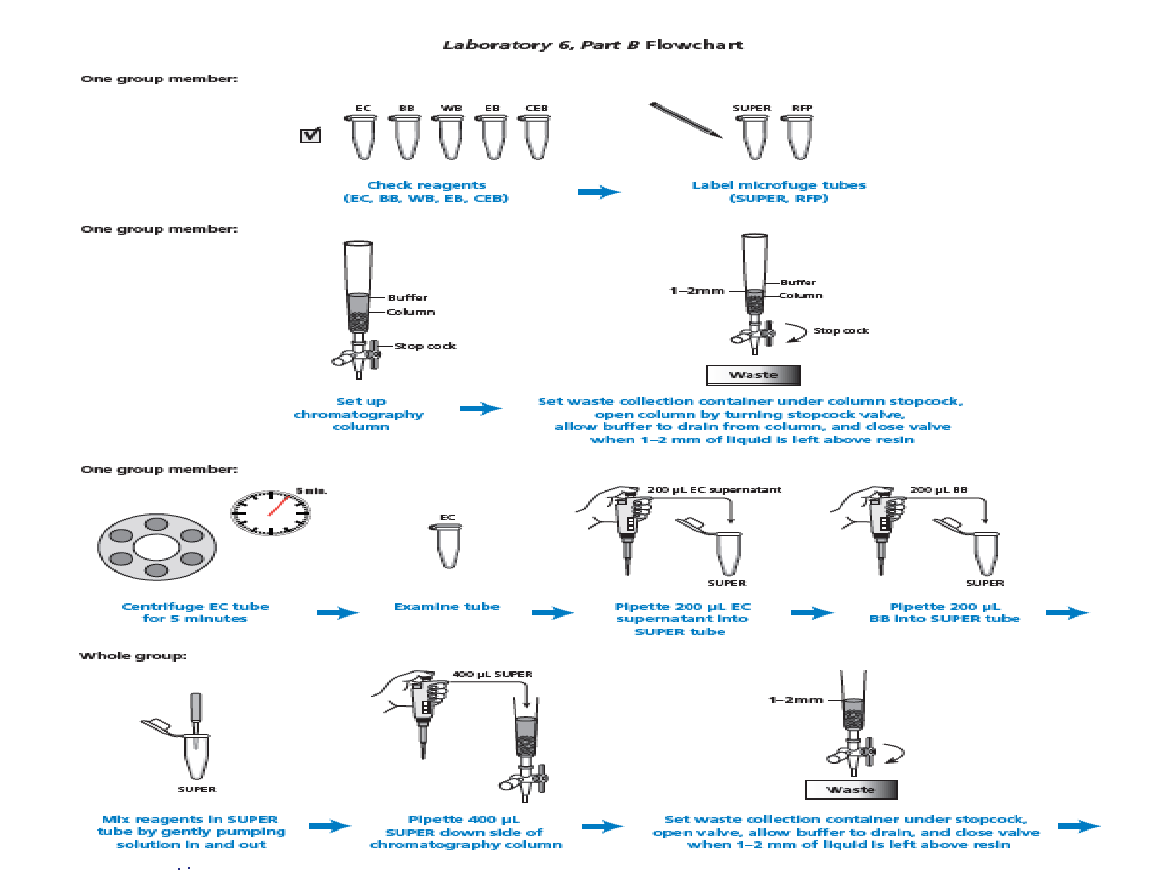 Laboratory 6, Part B Flowchart
One group member:
EC BB WB EB CEB
SUPER RFP
Check reagents
(EC, BB, WB, EB, CEB)
Label microfuge tubes
(SUPER, RFP)
One group member:
Buffer
Column
Stop cock
1–2mm
Buffer
Column
Stop cock
Waste
Set up
chromatography
column
Set waste collection container under column stopcock,
open column by turning stopcock valve,
allow buffer to drain from column, and close valve
when 1–2 mm of liquid is left above resin
One group member:
5 min.
EC
200 µL EC supernatant
SUPER
200 µL BB
SUPER
Centrifuge EC tube
for 5 minutes
Examine tube
Pipette 200 µL EC
supernatant into
SUPER tube
Pipette 200 µL
BB into SUPER tube
Whole group:
SUPER
400 µL SUPER
1–2mm
Waste
Mix reagents in SUPER
tube by gently pumping
solution in and out
Pipette 400 µL
SUPER down side of
chromatography column
Set waste collection container under stopcock,
open valve, allow buffer to drain, and close valve
when 1–2 mm of liquid is left above resin